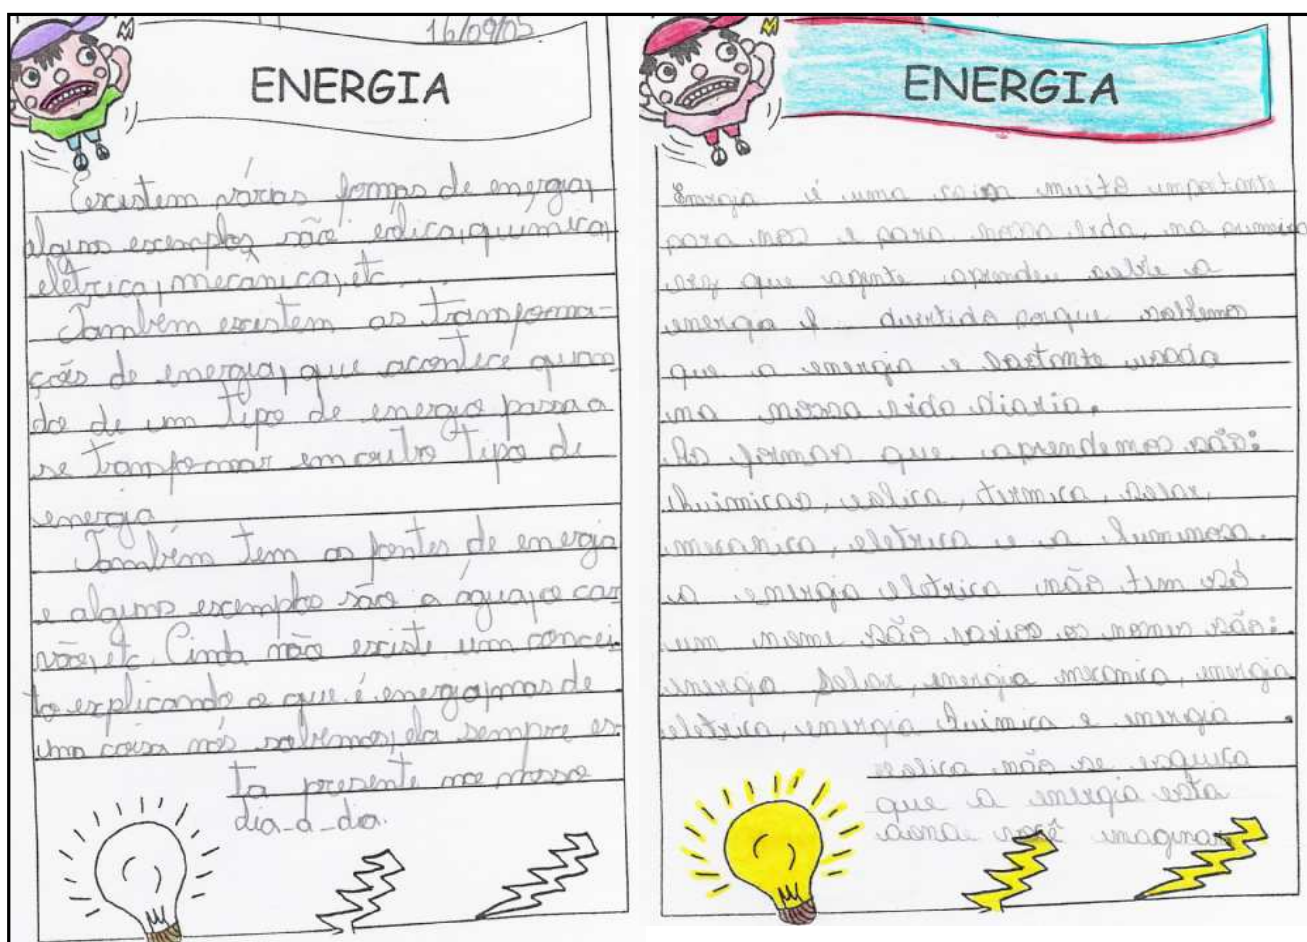 16/09/05
ENERGIA
Existem várias formas de energia,
alguns exemplos são eólica, química,
elétrica, mecânica, etc...
Também existem as transforma-
ções de energia, que acontece quan-
do de um tipo de energia passa a
se transformar em outro tipo de
energia.
Também tem as fontes de energia
e alguns exemplos são a água, o car
vão, etc. Ainda não existe um concei-
to explicando o que é energia, mas de
uma coisa nós sabemos, ela sempre es-
ta presente no nosso
dia-a-dia.
ENERGIA
Energia é uma coisa muito importante
para nos e para nossa vida, na primeira
vez que agente aprendeu sobre a
energia f divertido porque sabemos
que a energia e bastante usada
na nossa vida diaria.
As formas que aprendemos são:
Quimicas, eolica, termica, solar,
mecanica, eletrica e a luminosa.
a energia eletrica não tem só
um nome são varios os nomes são:
energia solar, energia mecanica, energia
eletrica, energia quimica e energia
eolica não se esqueça
que a energia esta
aonde você imaginar